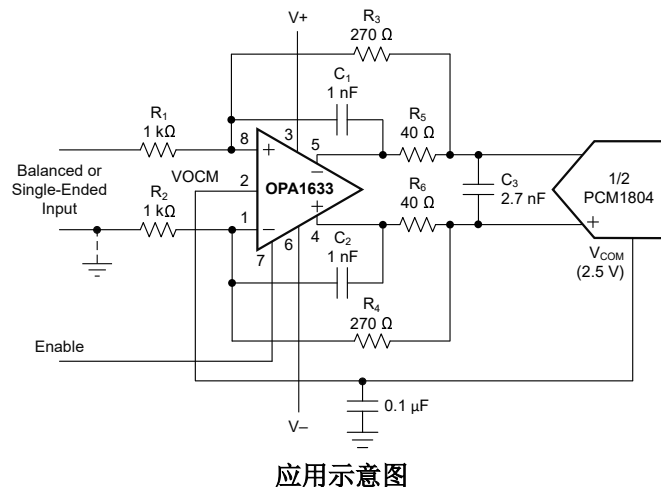 V+
R3
270 Ω
C1
1 nF
R1
1 kΩ
R5
40 Ω
8
3
5
+
−
Balanced or
Single-Ended
Input
VOCM
2
OPA1633
R2
1 kΩ
R6
40 Ω
C3
2.7 nF
1/2
PCM1804
1
−
+
6
4
7
C2
1 nF
+
VCOM
(2.5 V)
R4
270 Ω
Enable
0.1 μF
V−
应用示意图